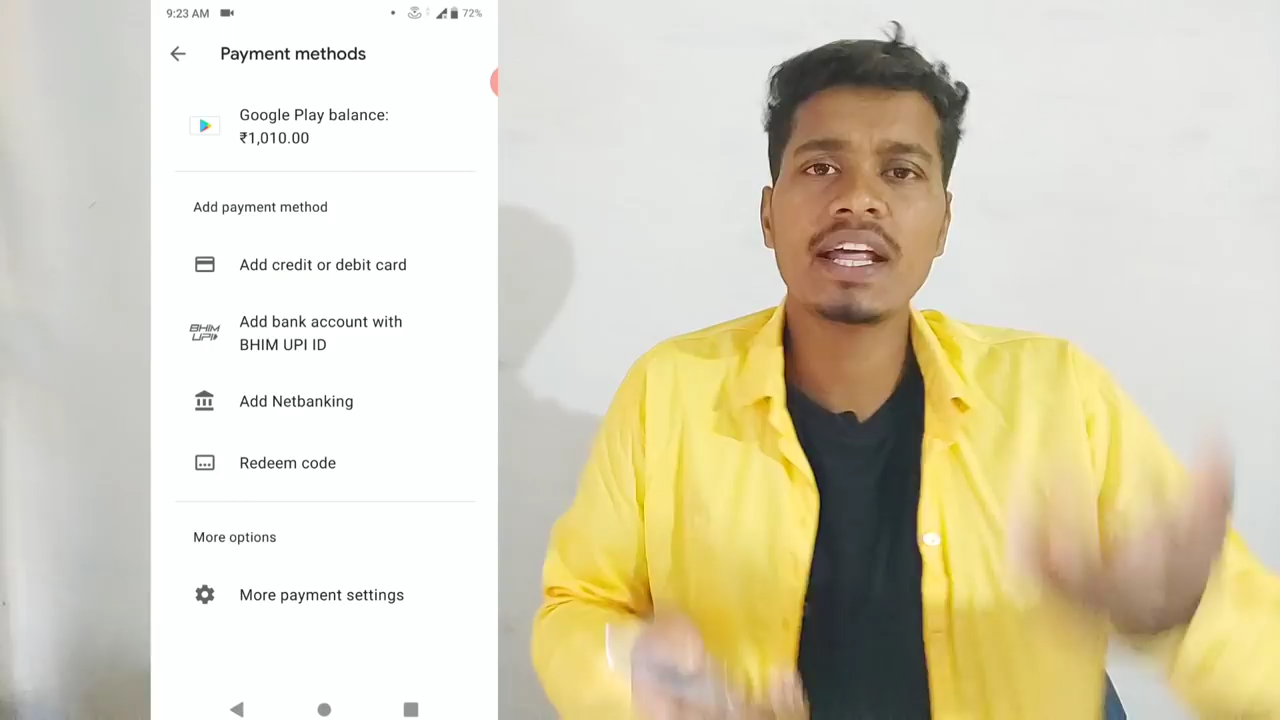 9:23 AM
72%
Payment methods
Google Play balance:
₹1,010.00
Add payment method
Add credit or debit card
BHIM
UPI
Add bank account with
BHIM UPI ID
Add Netbanking
Redeem code
More options
More payment settings